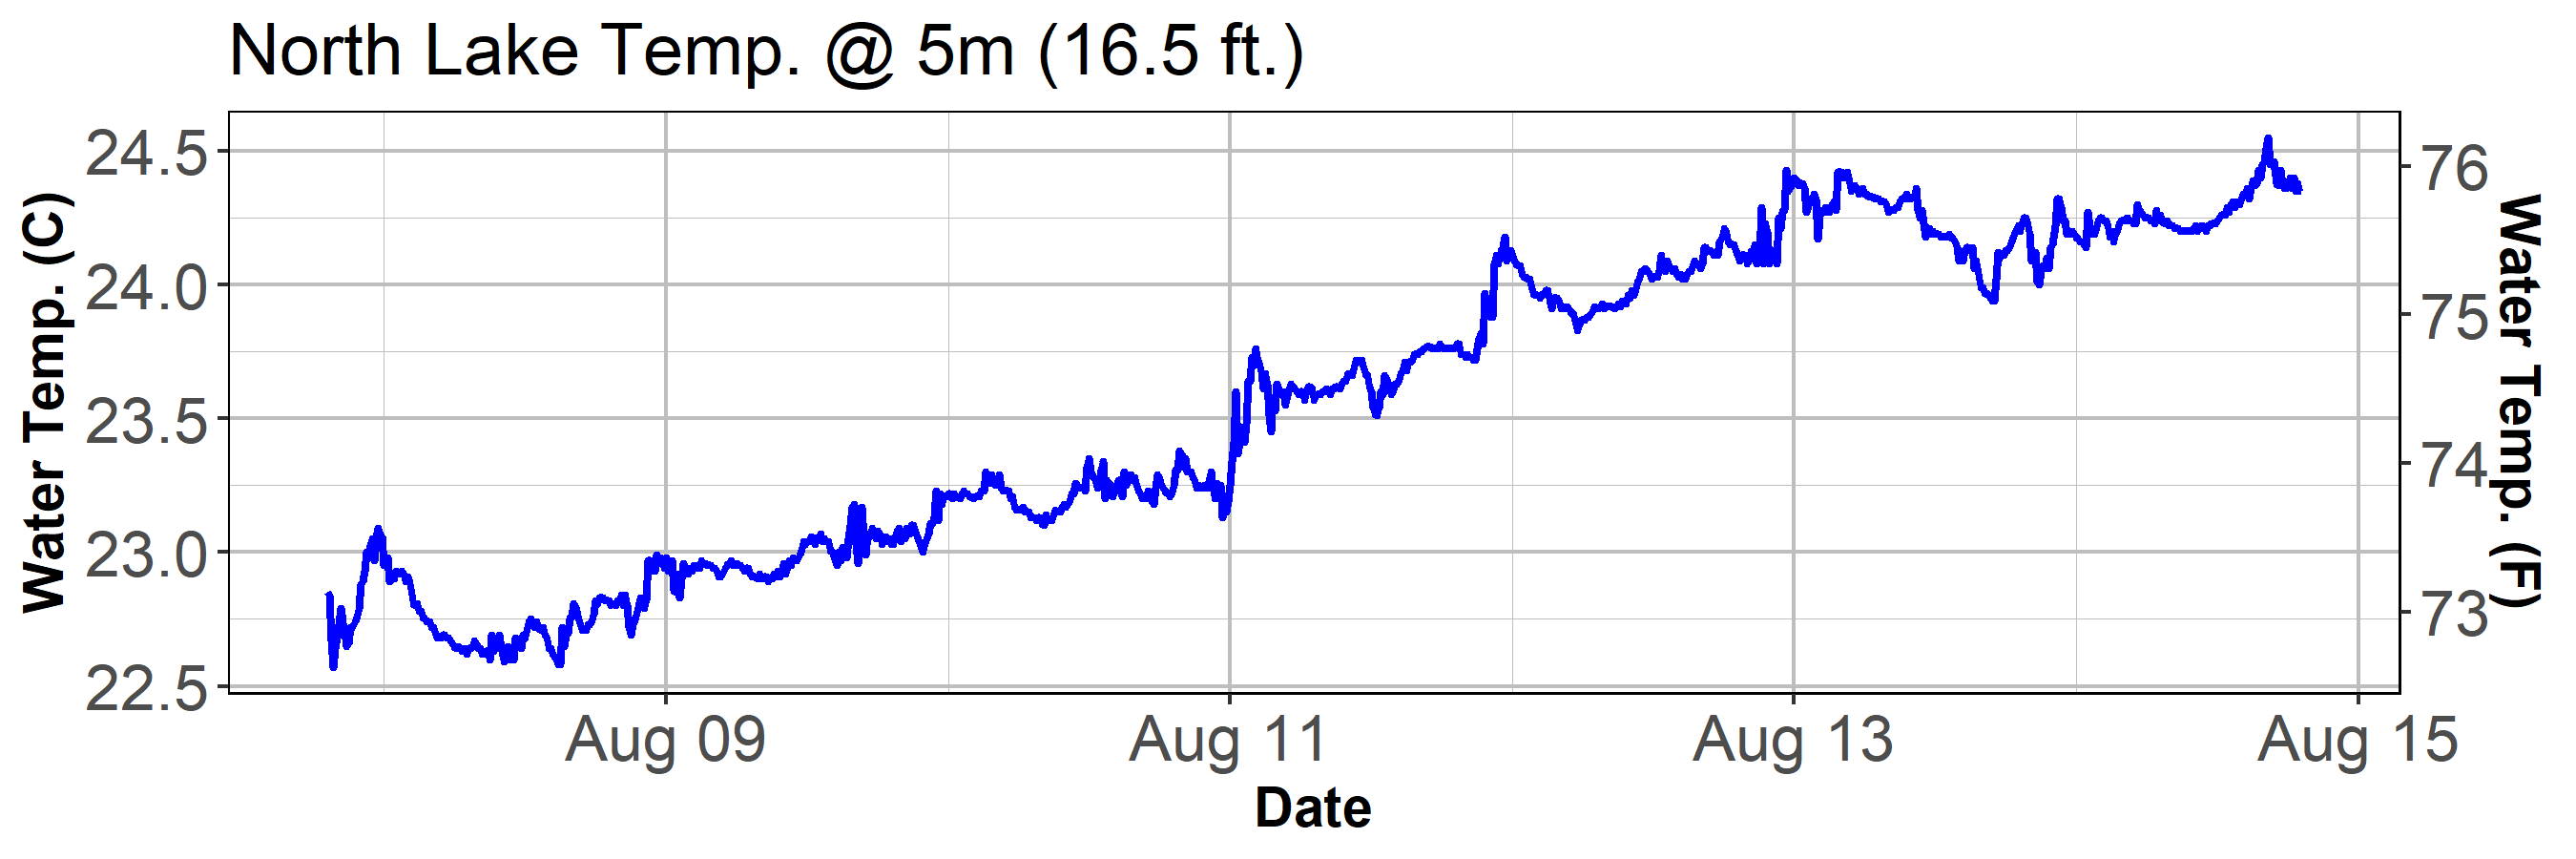 North Lake Temp. @ 5m (16.5 ft.)
Water Temp. (C)
24.5
24.0
23.5
23.0
22.5
76
75
74
73
Water Temp. (F)
Aug 09 Aug 11 Aug 13 Aug 15
Date